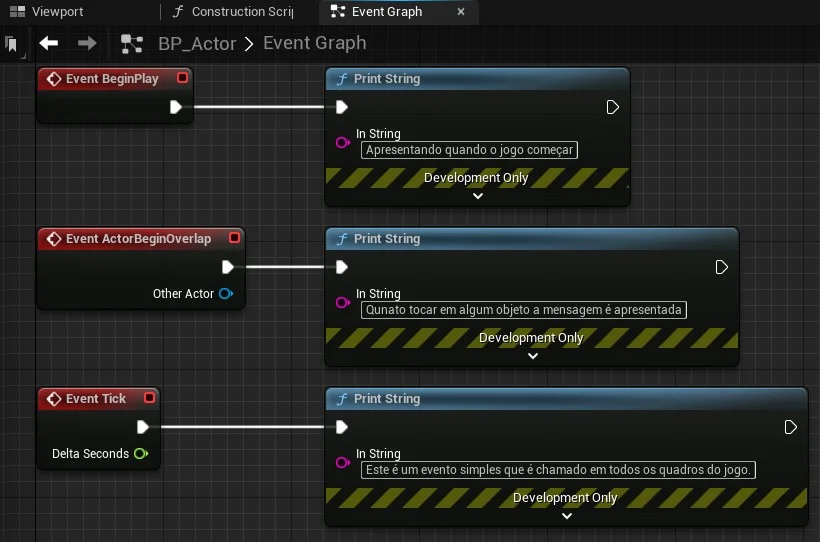 Viewport
Construction Scrip
Event Graph
BP_Actor > Event Graph
Event BeginPlay
Print String
In String
Apresentando quando o jogo começar
Development Only
Event ActorBeginOverlap
Other Actor
Print String
In String
Qunato tocar em algum objeto a mensagem é apresentada
Development Only
Event Tick
Delta Seconds
Print String
In String
Este é um evento simples que é chamado em todos os quadros do jogo.
Development Only